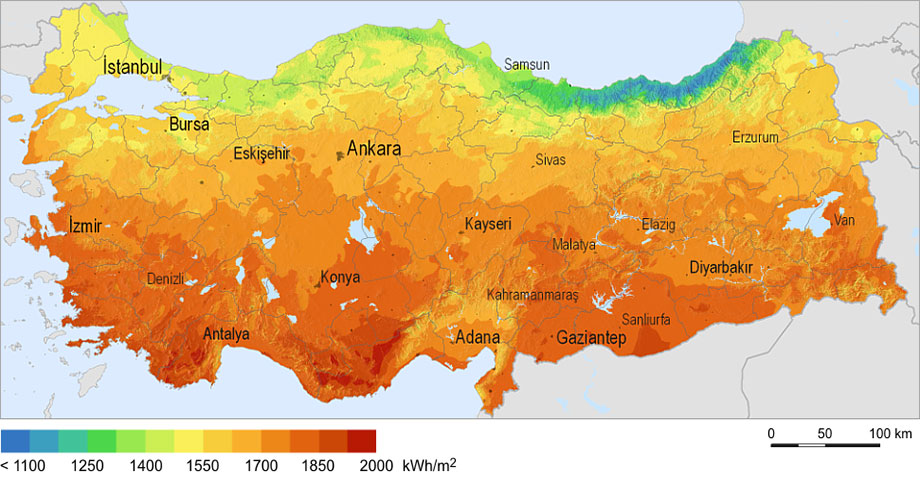 Samsun
İstanbul
Bursa
Erzurum
Ankara
Eskişehir
Sivas
İzmir
Kayseri
Elazig
Van
Malatya
Diyarbakır
Denizli
Konya
Kahramanmaraş
Sanliurfa
Antalya
Adana
Gaziantep
0 50 100 km
< 1100 1250 1400 1550 1700 1850 2000 kWh/m2